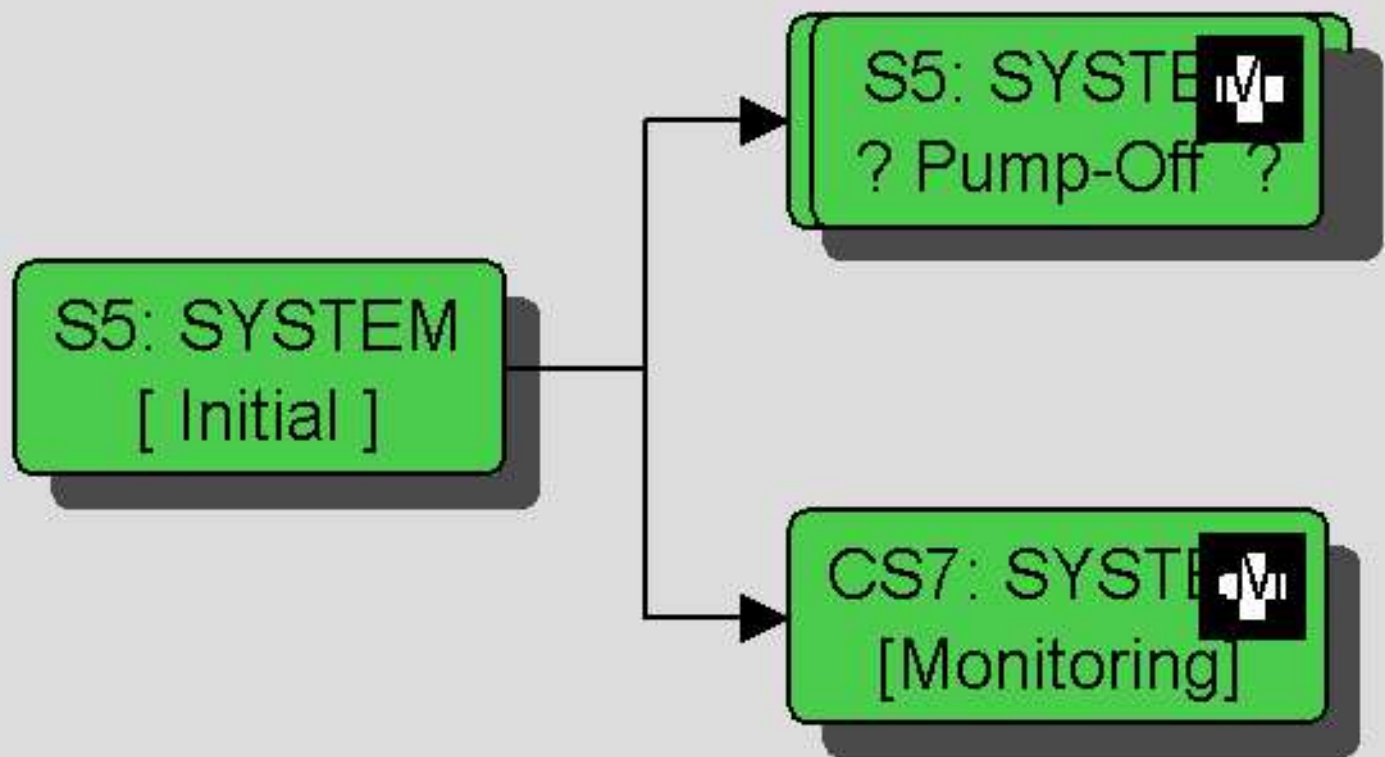 S5: SYSTE
? Pump-Off ?
S5: SYSTEM
[ Initial ]
CS7: SYSTE
[Monitoring]